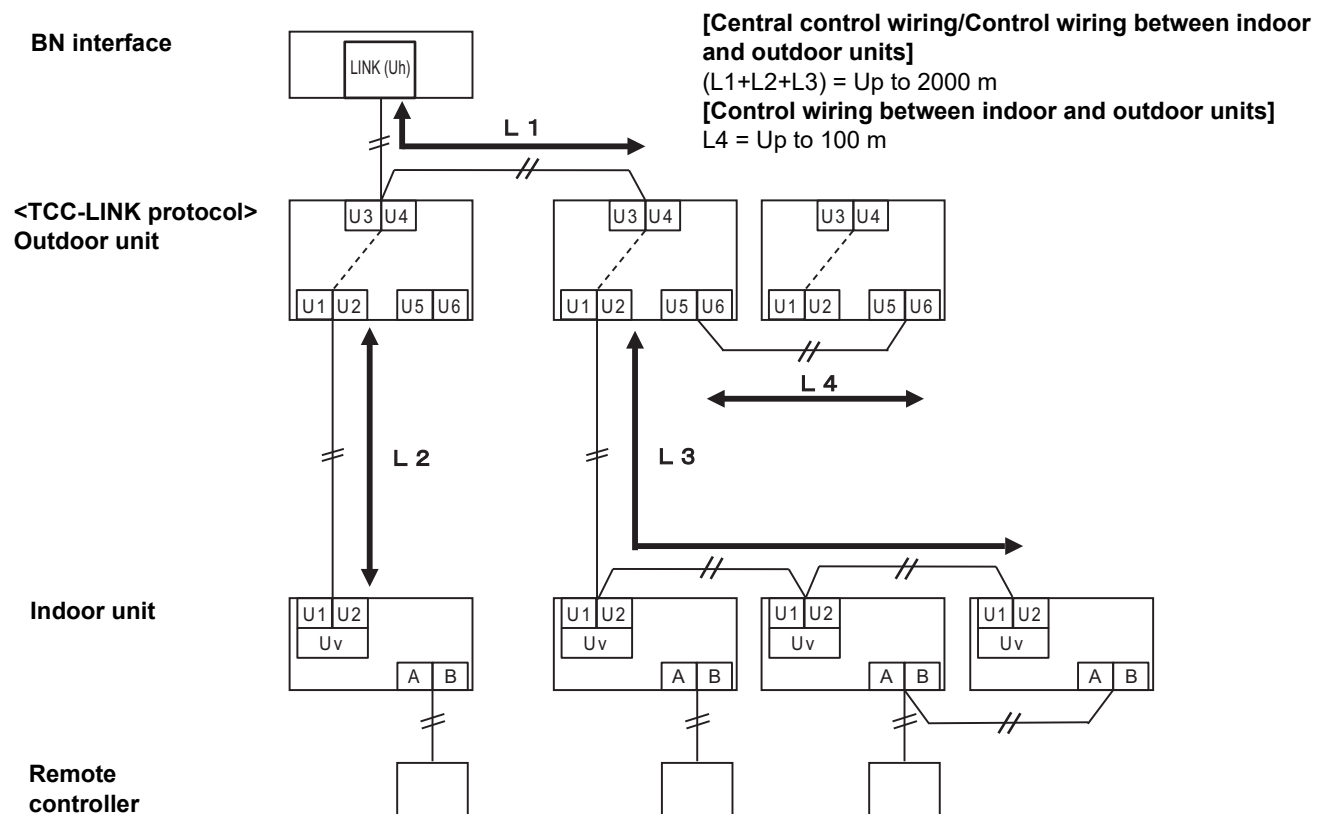 BN interface
LINK (Uh)
[Central control wiring/Control wiring between indoor
and outdoor units]
(L1+L2+L3) = Up to 2000 m
[Control wiring between indoor and outdoor units]
L4 = Up to 100 m
L 1
<TCC-LINK protocol>
Outdoor unit
U3 U4
U3 U4
U3 U4
U1 U2 U5 U6
U1 U2 U5 U6
U1 U2 U5 U6
L 4
L 2
L 3
Indoor unit
U1 U2
Uv
A B
U1 U2
Uv
A B
U1 U2
Uv
A B
U1 U2
Uv
A B
Remote
controller